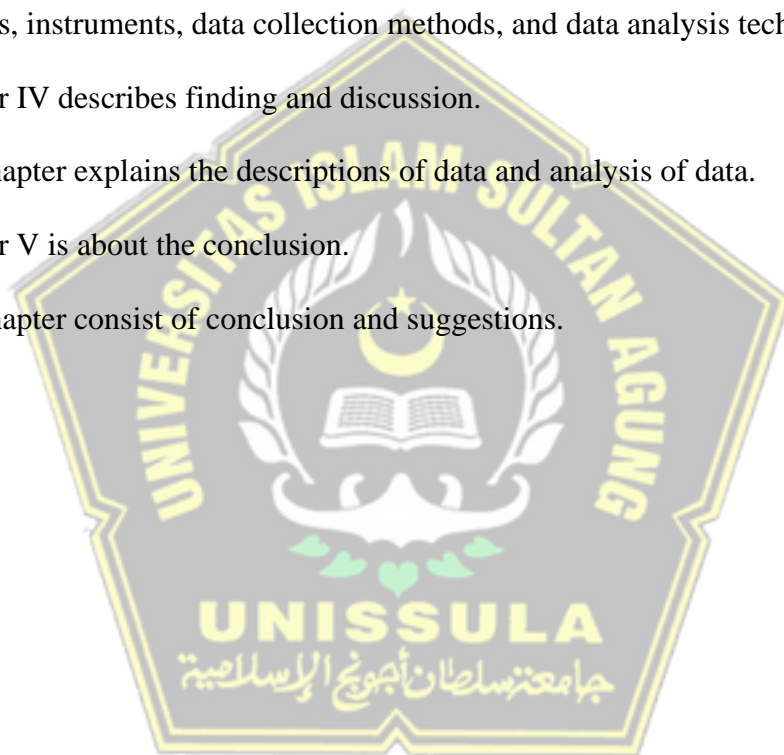 s, instruments, data collection methods, and data analysis tech
r IV describes finding and discussion.
hapter explains the descriptions of data and analysis of data.
r V is about the conclusion.
hapter consist of conclusion and suggestions.
UNIVERSITAS ISLAM SULTAN AGUNG
UNISSULA
جامعة سلطان أجونج الإسلامية